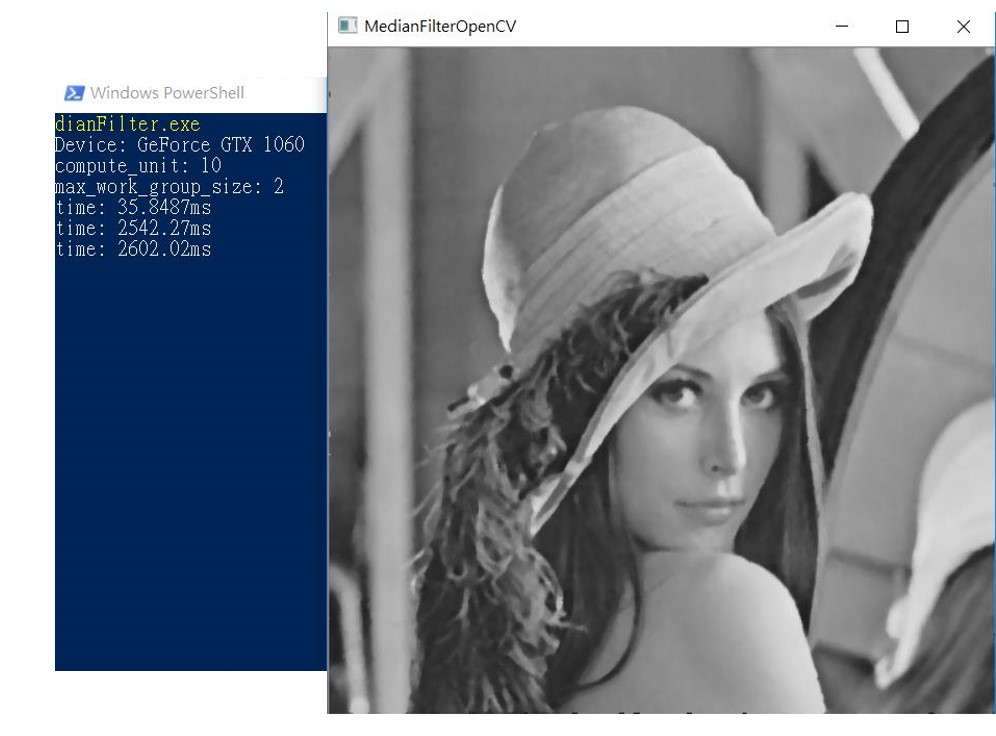 MedianFilterOpenCV
Windows PowerShell
dianFilter.exe
Device: GeForce GTX 1060
compute_unit: 10
max_work_group_size: 2
time: 35.8487ms
time: 2542.27ms
time: 2602.02ms